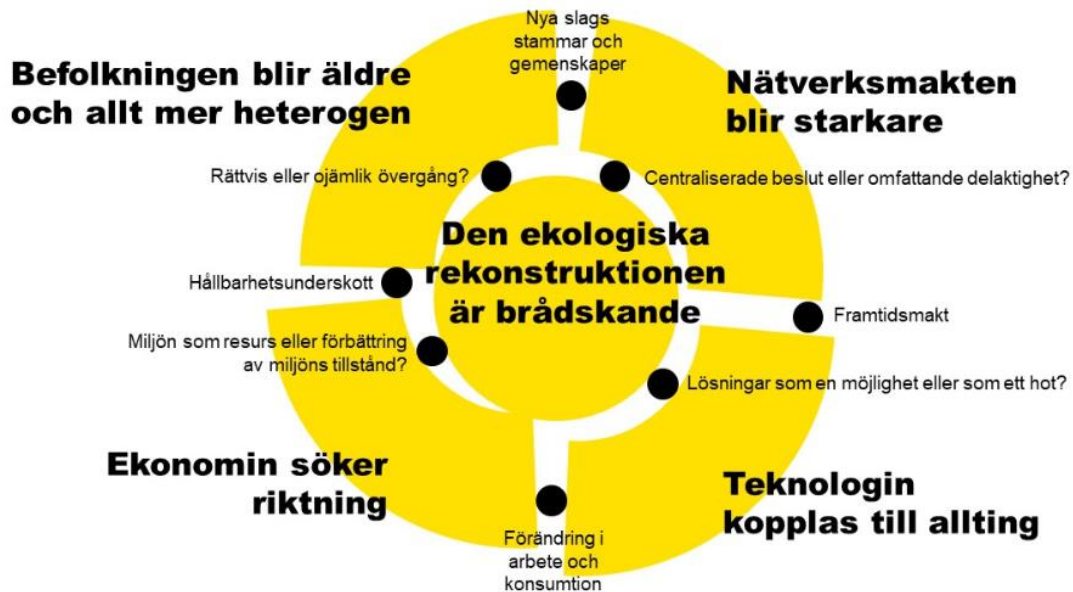 Nya slags
stammar och
gemenskaper
Befolkningen blir äldre
och allt mer heterogen
Nätverksmakten
blir starkare
Rättvis eller ojämlik övergång?
Centraliserade beslut eller omfattande delaktighet?
Den ekologiska
rekonstruktionen
är brådskande
Hållbarhetsunderskott
Framtidsmakt
Miljön som resurs eller förbättring
av miljöns tillstånd?
Lösningar som en möjlighet eller som ett hot?
Ekonomin söker
riktning
Teknologin
kopplas till allting
Förändring i
arbete och
konsumtion